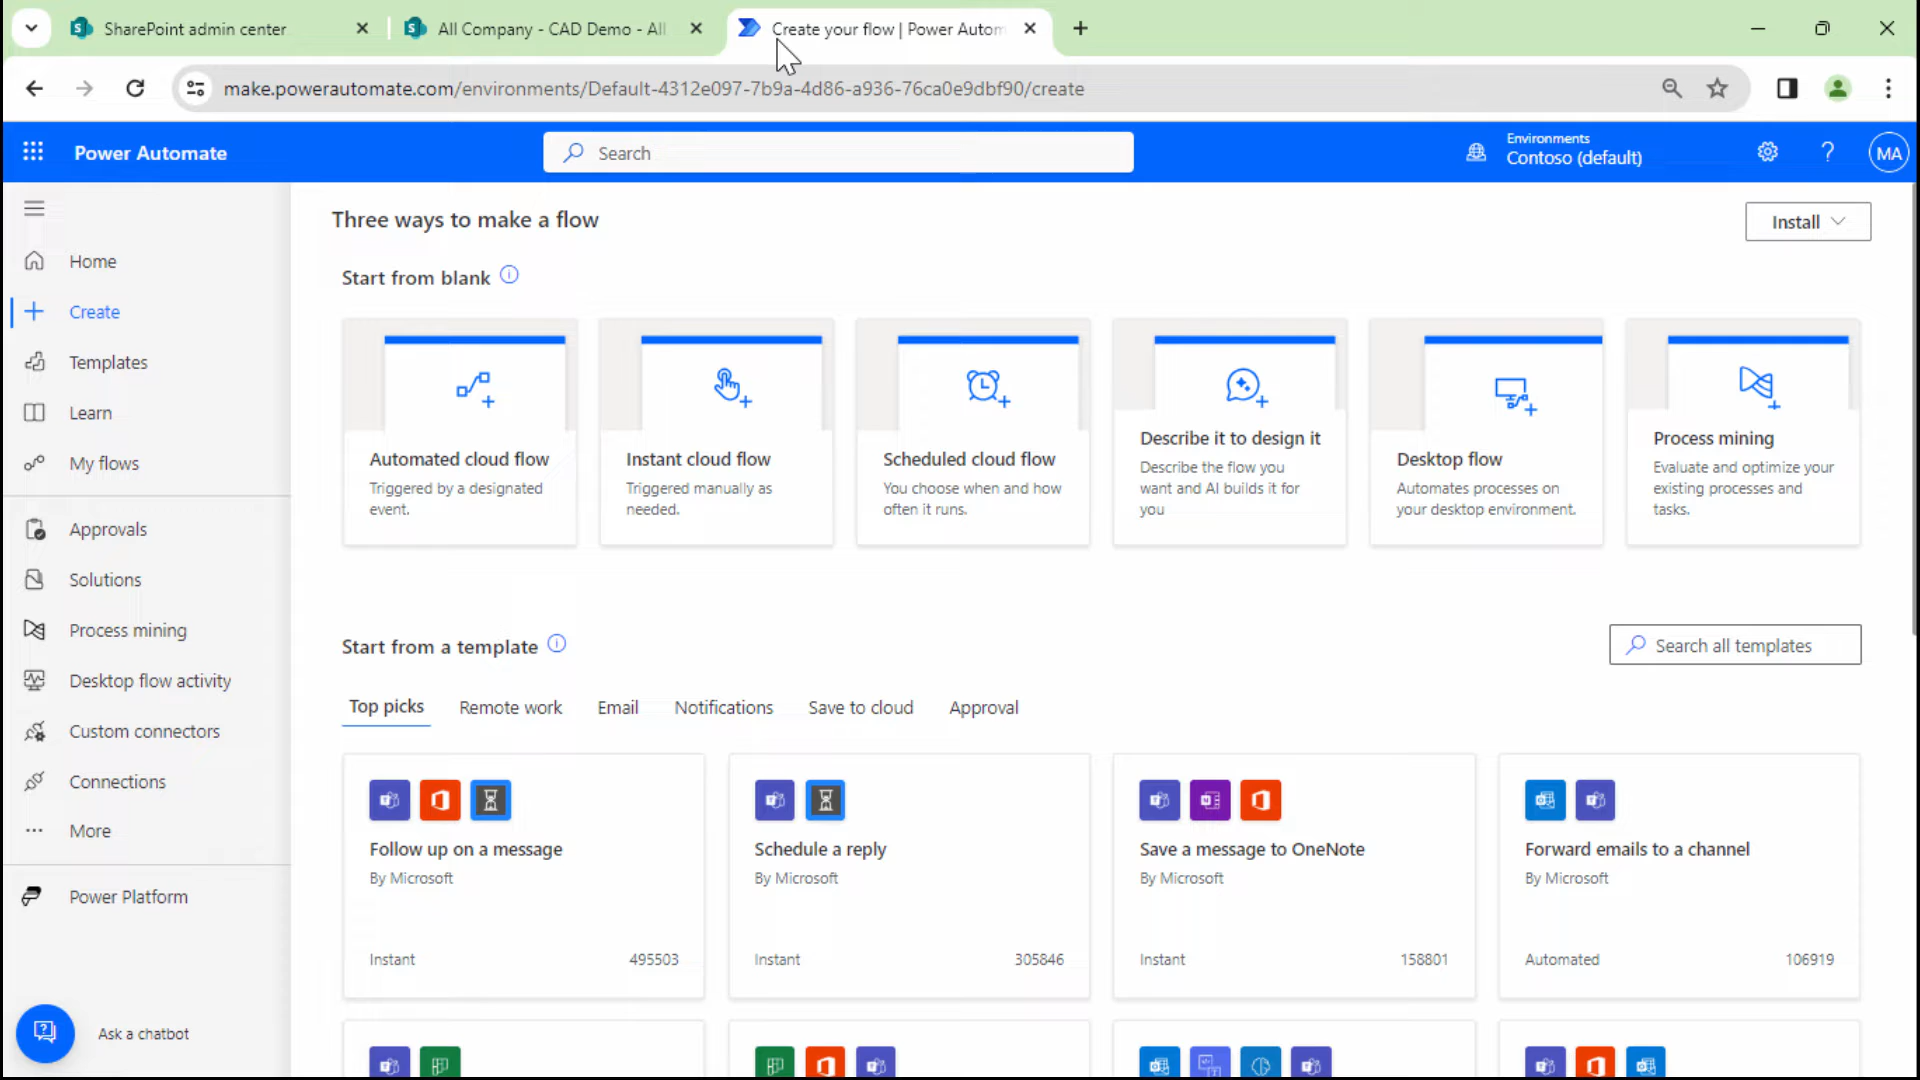 SharePoint admin center
All Company - CAD Demo - All
Create your flow | Power Autom
make.powerautomate.com/environments/Default-4312e097-7b9a-4d86-a936-76ca0e9dbf90/create
Power Automate
Search
Environments
Contoso (default)
?
MA
Home
Create
Templates
Learn
My flows
Approvals
Solutions
Process mining
Desktop flow activity
Custom connectors
Connections
More
Power Platform
Ask a chatbot
Three ways to make a flow
Install
Start from blank
Automated cloud flow
Triggered by a designated
event.
Instant cloud flow
Triggered manually as
needed.
Scheduled cloud flow
You choose when and how
often it runs.
Describe it to design it
Describe the flow you
want and AI builds it for
you
Desktop flow
Automates processes on
your desktop environment.
Process mining
Evaluate and optimize your
existing processes and
tasks.
Start from a template
Search all templates
Top picks
Remote work
Email
Notifications
Save to cloud
Approval
Follow up on a message
By Microsoft
Instant
495503
Schedule a reply
By Microsoft
Instant
305846
Save a message to OneNote
By Microsoft
Instant
158801
Forward emails to a channel
By Microsoft
Automated
106919